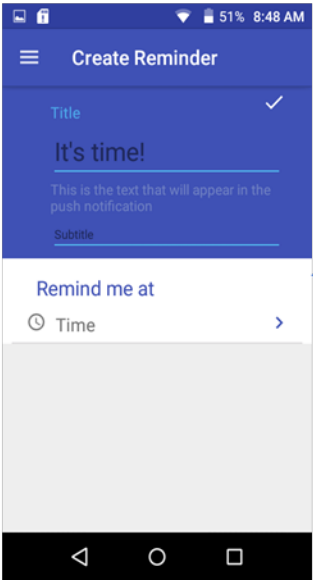 51% 8:48 AM
Create Reminder
Title
It's time!
This is the text that will appear in the
push notification
Subtitle
Remind me at
Time